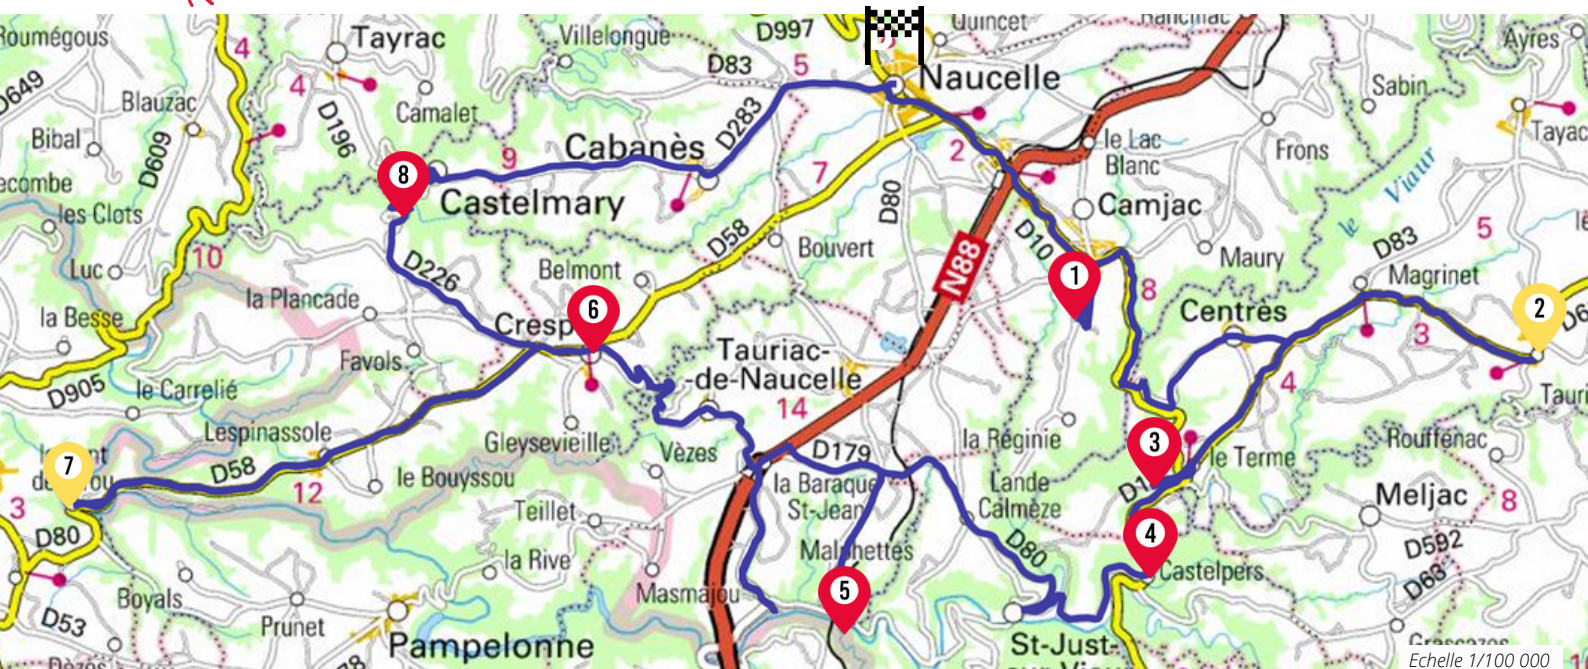 Roumégous
4
Tayrac
Villelongue
D997
Quincet
Rancillac
Ayres
D649
4
D83
5
Naucelle
Sabin
Blauzac
Camalet
D196
D283
Tayac
Bibal
D609
Cabanès
9
2
le Lac
Blanc
Frons
ecombe
8
7
D80
Viaur
le
les Clots
Castelmary
Camjac
5
10
D58
Bouvert
D10
Maury
D83
Luc
D226
Belmont
N88
1
8
Magrinet
la Plancade
Centres
2
la Besse
Cresp
6
3
Favols
Tauriac-
-de-Naucelle
4
D905
le Carrelié
14
Lespinassole
Gleysevieille
Vèzes
D179
la Réginie
3
le Terme
Rouffenac
7
D58
12
le Bouyssou
la Baraque
St-Jean
Lande
Calmèze
Meljac
8
3
D80
Teillet
4
D592
la Rive
Malphettes
D80
Castelpers
D63
Boyals
Masmajou
5
D53
Prunet
Pampelonne
St-Just-
Echelle 1/100 000